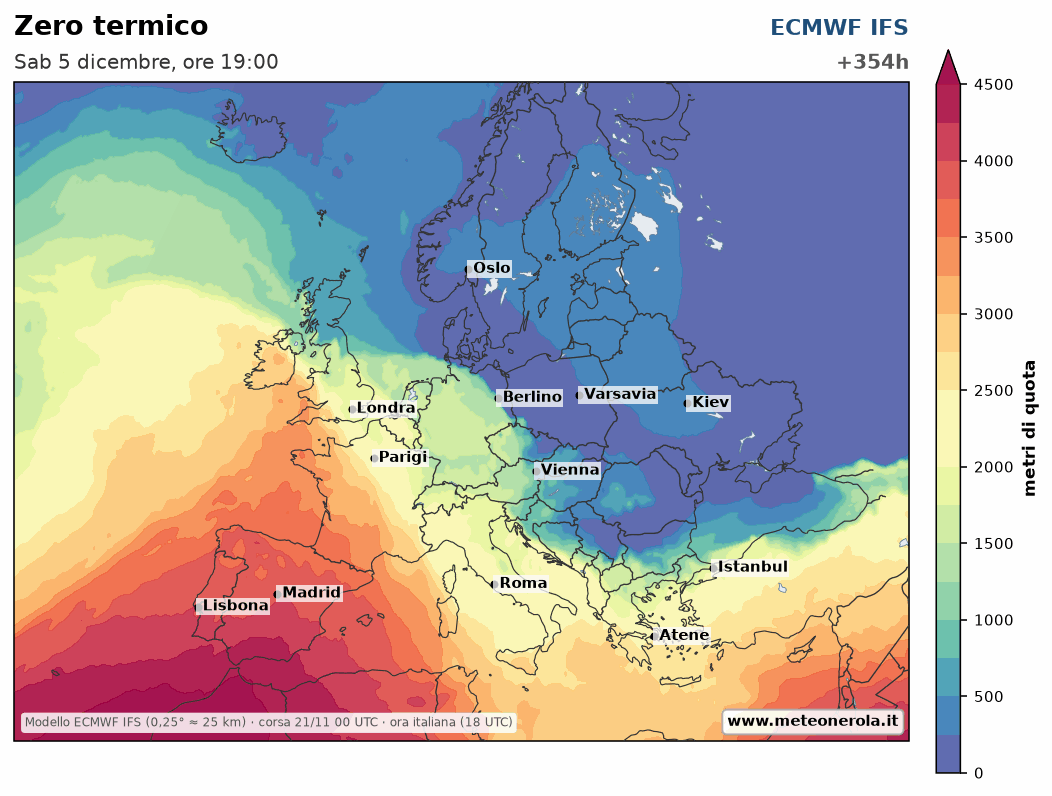 Zero termico
ECMWF IFS
Sab 5 dicembre, ore 19:00
+354h
4500
4000
3500
3000
2500
2000
1500
1000
500
0
metri di quota
Oslo
Berlino
Varsavia
Kiev
Londra
Parigi
Vienna
Istanbul
Roma
Madrid
Lisbona
Atene
Modello ECMWF IFS (0,25° ≈ 25 km) · corsa 21/11 00 UTC · ora italiana (18 UTC)
www.meteonerola.it